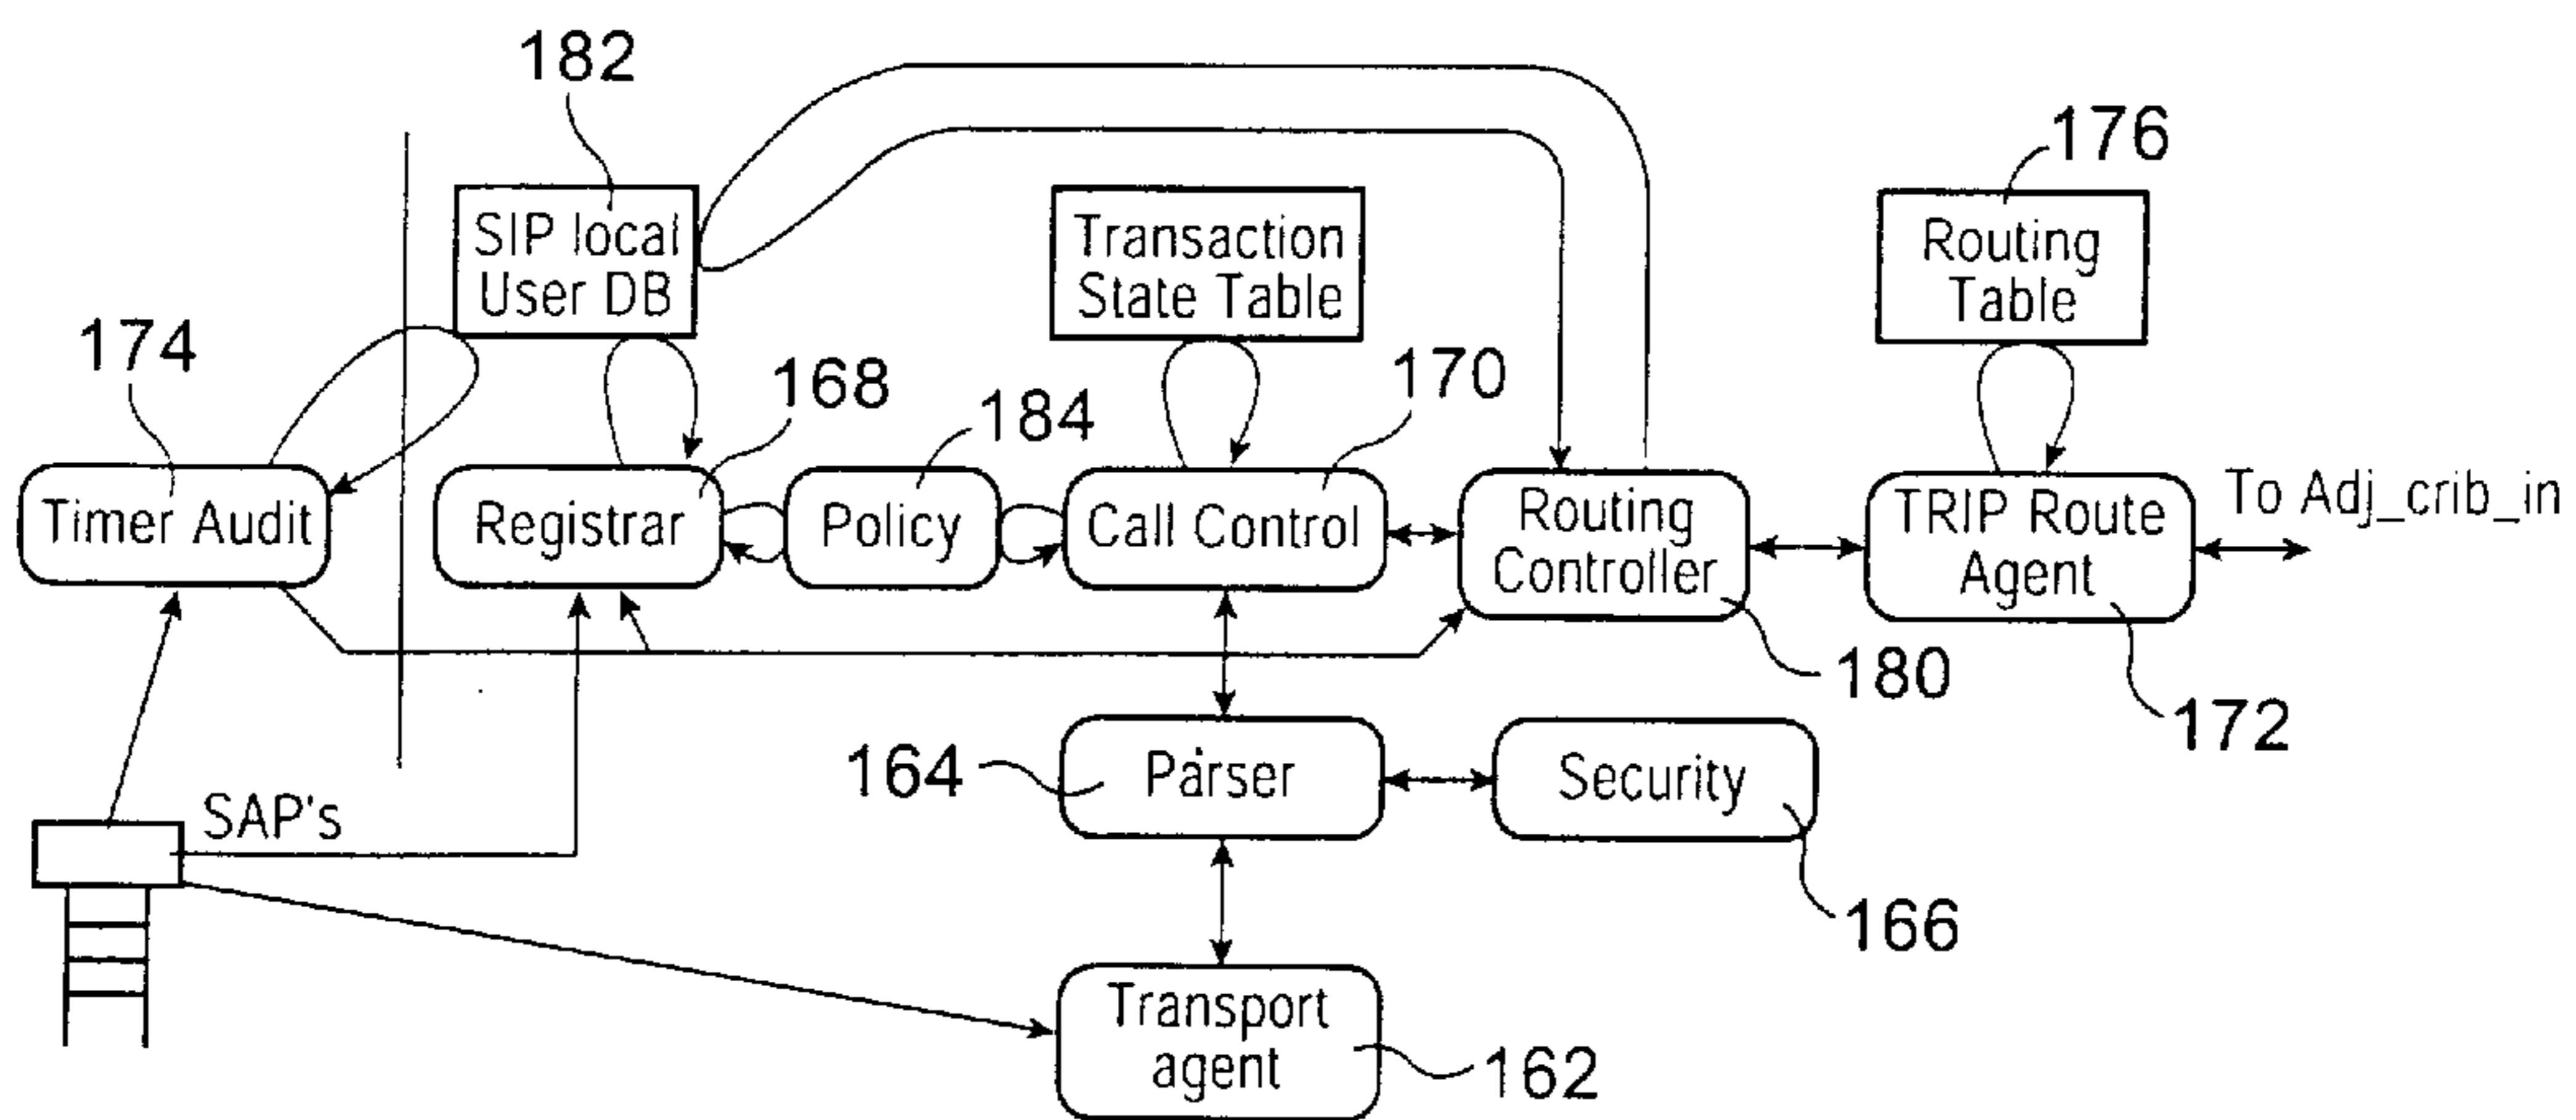 182
176
SIP local
User DB
Transaction
State Table
Routing
Table
174
168
184
170
Timer Audit
Registrar
Policy
Call Control
Routing
Controller
TRIP Route
Agent
To Adj_crib_in
180
172
164
Parser
Security
SAP's
166
Transport
agent
162